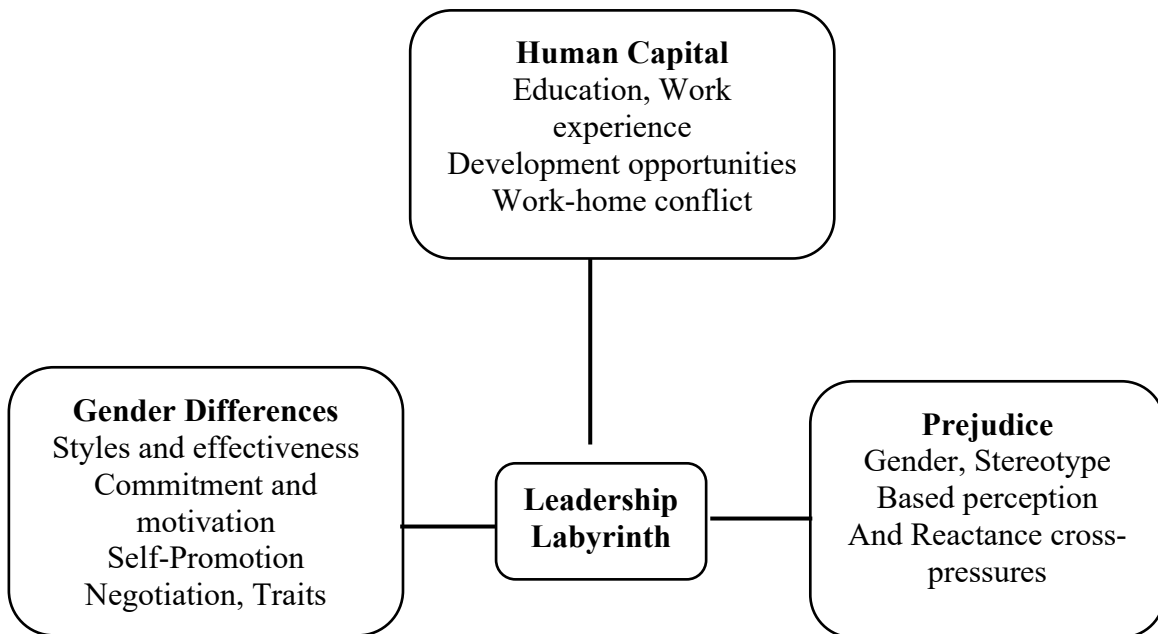 Human Capital
Education, Work
experience
Development opportunities
Work-home conflict
Gender Differences
Styles and effectiveness
Commitment and
motivation
Self-Promotion
Negotiation, Traits
Leadership
Labyrinth
Prejudice
Gender, Stereotype
Based perception
And Reactance cross-
pressures